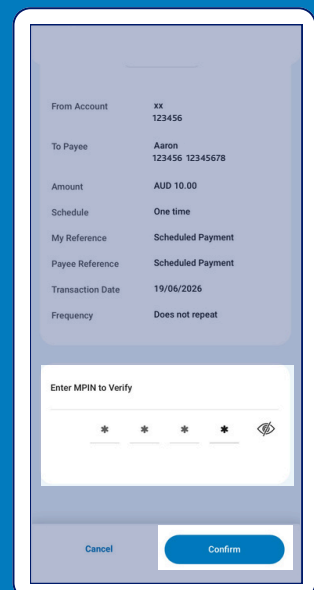 From Account xx
123456
To Payee Aaron
123456 12345678
Amount AUD 10.00
Schedule One time
My Reference Scheduled Payment
Payee Reference Scheduled Payment
Transaction Date 19/06/2026
Frequency Does not repeat
Enter MPIN to Verify
* * * *
Cancel Confirm